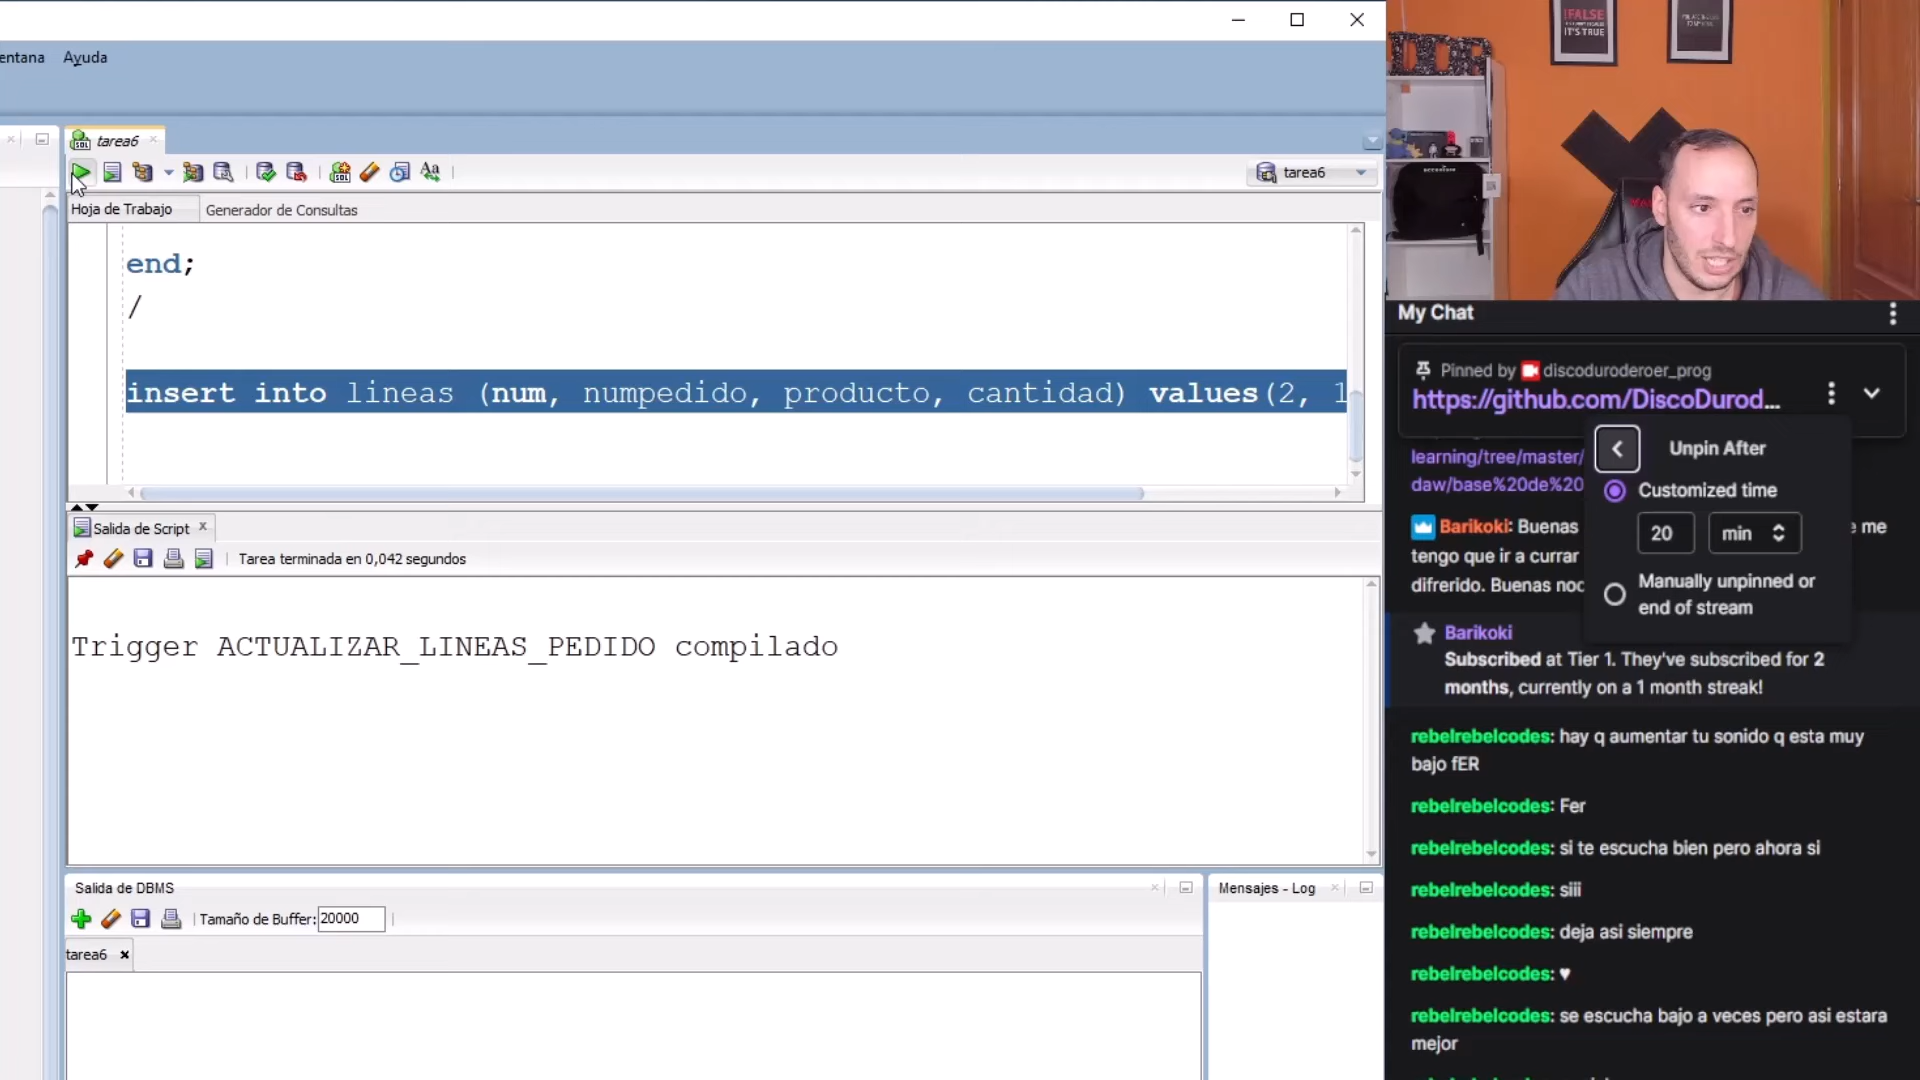 entana Ayuda
tarea6
tarea6
Hoja de Trabajo Generador de Consultas
end;
/
insert into lineas (num, numpedido, producto, cantidad) values(2, 1
Salida de Script
Tarea terminada en 0,042 segundos
Trigger ACTUALIZAR_LINEAS_PEDIDO compilado
Salida de DBMS
Tamaño de Buffer: 20000
tarea6
Mensajes - Log
!FALSE
IT'S TRUE
My Chat
Pinned by discoduroderoer_prog
https://github.com/DiscoDurod...
Unpin After
Customized time
20 min
Manually unpinned or
end of stream
learning/tree/master/
daw/base%20de%20
Barikoki: Buenas e me
tengo que ir a currar
difrerido. Buenas noc
Barikoki
Subscribed at Tier 1. They've subscribed for 2
months, currently on a 1 month streak!
rebelrebelcodes: hay q aumentar tu sonido q esta muy
bajo fER
rebelrebelcodes: Fer
rebelrebelcodes: si te escucha bien pero ahora si
rebelrebelcodes: siii
rebelrebelcodes: deja asi siempre
rebelrebelcodes: ♥
rebelrebelcodes: se escucha bajo a veces pero asi estara
mejor